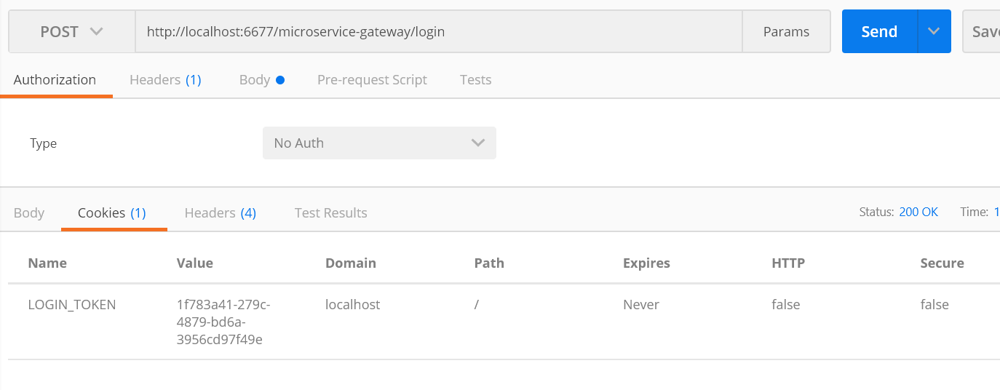 POST http://localhost:6677/microservice-gateway/login Params Send Save
Authorization Headers (1) Body Pre-request Script Tests
Type No Auth
Body Cookies (1) Headers (4) Test Results Status: 200 OK Time: 1
Name Value Domain Path Expires HTTP Secure
LOGIN_TOKEN 1f783a41-279c- localhost / Never false false
4879-bd6a-
3956cd97f49e